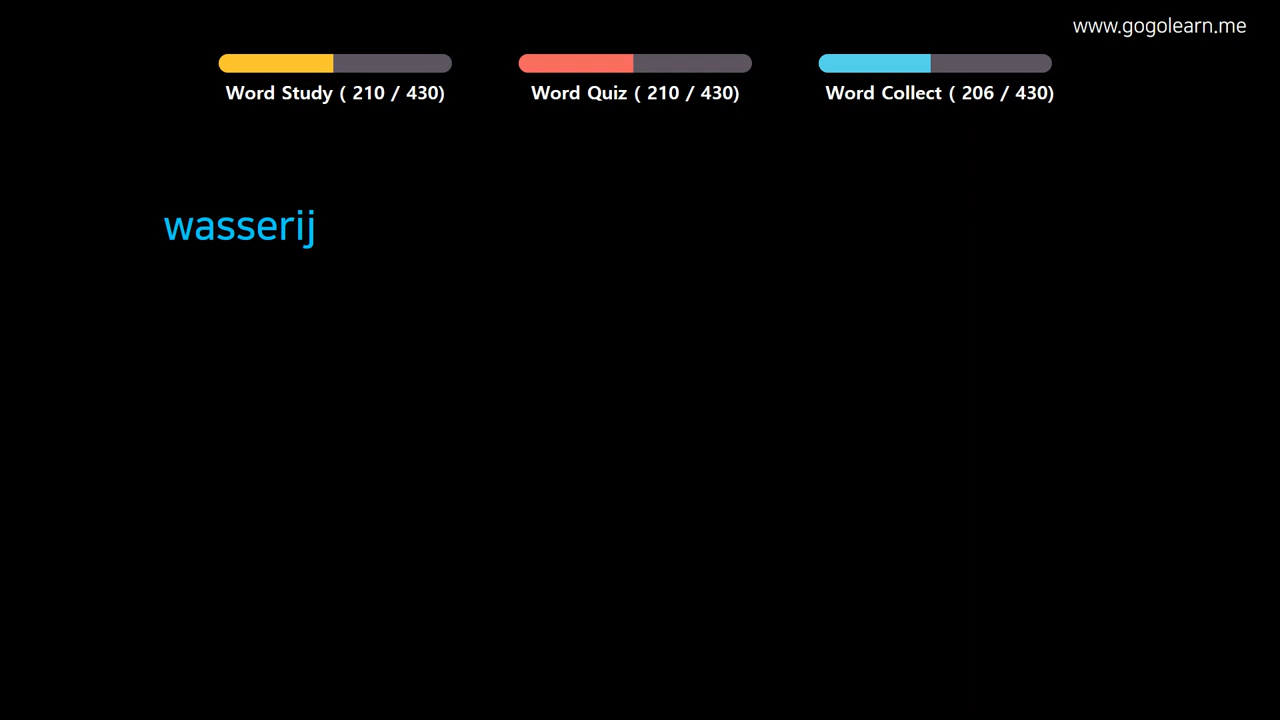 www.gogolearn.me
Word Study ( 210 / 430)
Word Quiz ( 210 / 430)
Word Collect ( 206 / 430)
wasserij